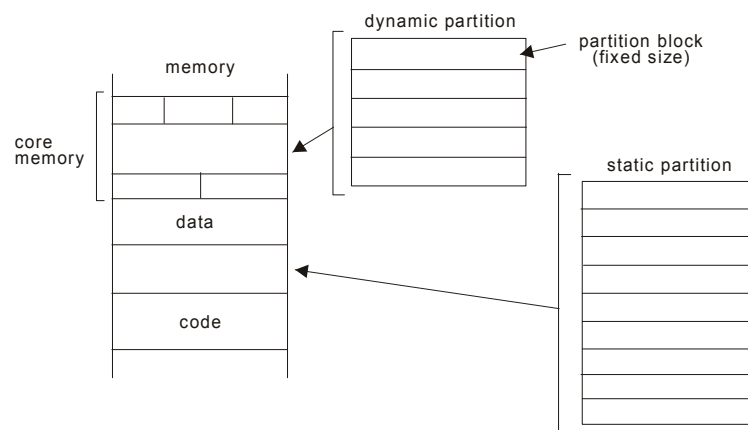 dynamic partition
partition block
(fixed size)
memory
core
memory
static partition
data
code